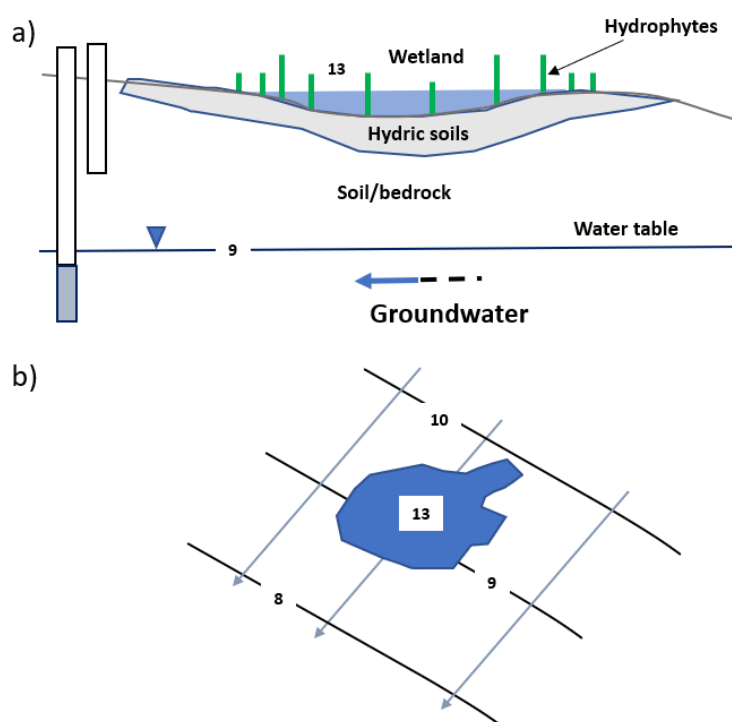 a)
Hydrophytes
13
Wetland
Hydric soils
Soil/bedrock
Water table
9
Groundwater
b)
10
13
9
8